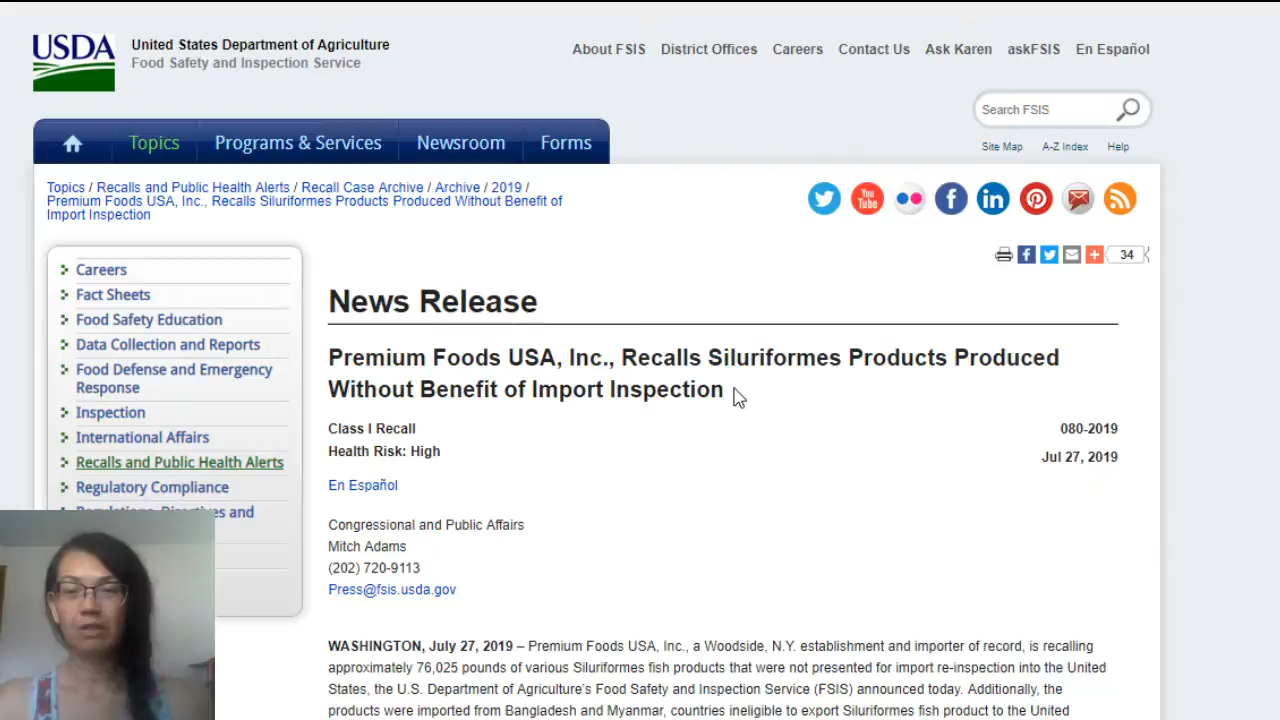 USDA
United States Department of Agriculture
Food Safety and Inspection Service
About FSIS District Offices Careers Contact Us Ask Karen askFSIS En Español
Search FSIS
Site Map A-Z Index Help
Topics Programs & Services Newsroom Forms
Topics / Recalls and Public Health Alerts / Recall Case Archive / Archive / 2019 /
Premium Foods USA, Inc., Recalls Siluriformes Products Produced Without Benefit of
Import Inspection
You
Tube
34
Careers
Fact Sheets
Food Safety Education
Data Collection and Reports
Food Defense and Emergency
Response
Inspection
International Affairs
Recalls and Public Health Alerts
Regulatory Compliance
Regulations, Directives and
News Release
Premium Foods USA, Inc., Recalls Siluriformes Products Produced
Without Benefit of Import Inspection
Class I Recall 080-2019
Health Risk: High Jul 27, 2019
En Español
Congressional and Public Affairs
Mitch Adams
(202) 720-9113
Press@fsis.usda.gov
WASHINGTON, July 27, 2019 – Premium Foods USA, Inc., a Woodside, N.Y. establishment and importer of record, is recalling
approximately 76,025 pounds of various Siluriformes fish products that were not presented for import re-inspection into the United
States, the U.S. Department of Agriculture's Food Safety and Inspection Service (FSIS) announced today. Additionally, the
products were imported from Bangladesh and Myanmar, countries ineligible to export Siluriformes fish product to the United